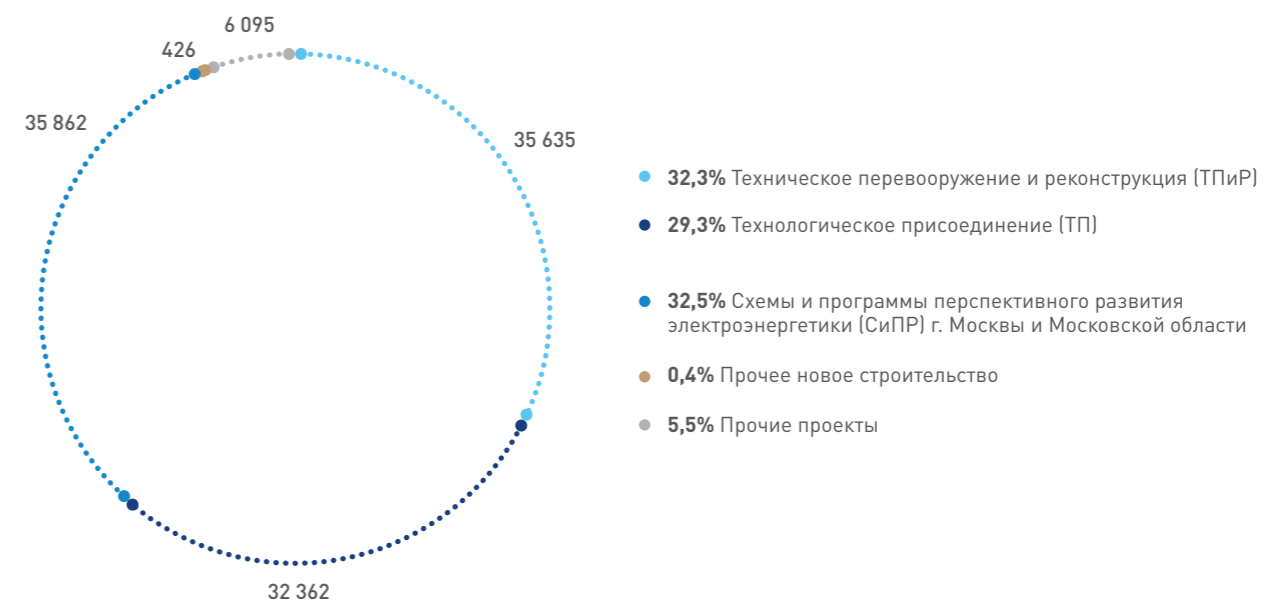 6 095
426
35 862
35 635
32 362
32,3% Техническое перевооружение и реконструкция (ТПиР)
29,3% Технологическое присоединение (ТП)
32,5% Схемы и программы перспективного развития
электроэнергетики (СиПР) г. Москвы и Московской области
0,4% Прочее новое строительство
5,5% Прочие проекты